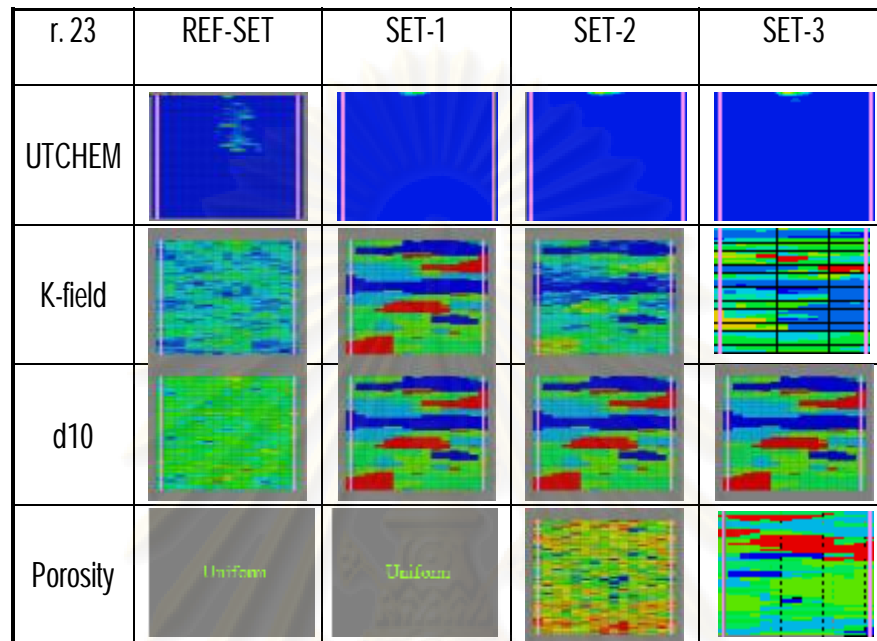 r. 23 REF-SET SET-1 SET-2 SET-3
UTCHEM
K-field
d10
Porosity Uniform Uniform